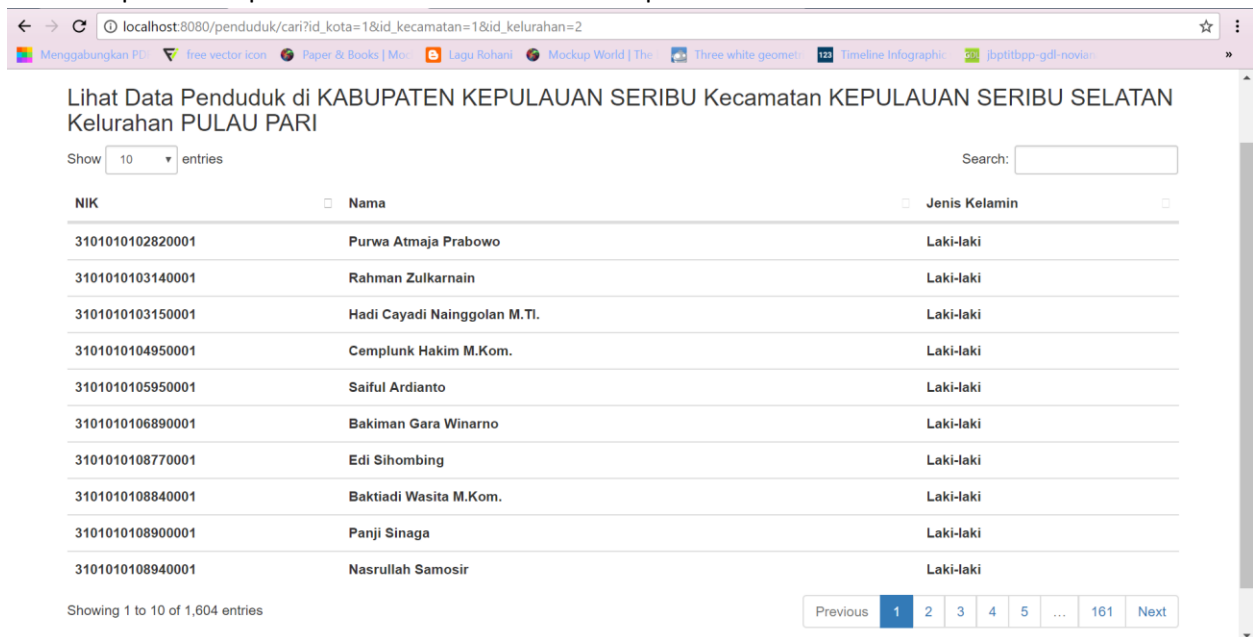 localhost:8080/penduduk/cari?id_kota=1&id_kecamatan=1&id_kelurahan=2
Menggabungkan PD free vector icon Paper & Books | Moc Lagu Rohani Mockup World | The Three white geometr Timeline Infographic jbptitbpp-gdl-novian »
Lihat Data Penduduk di KABUPATEN KEPULAUAN SERIBU Kecamatan KEPULAUAN SERIBU SELATAN
Kelurahan PULAU PARI
Show 10 entries Search:
NIK Nama Jenis Kelamin
3101010102820001 Purwa Atmaja Prabowo Laki-laki
3101010103140001 Rahman Zulkarnain Laki-laki
3101010103150001 Hadi Cayadi Nainggolan M.TI. Laki-laki
3101010104950001 Cemplunk Hakim M.Kom. Laki-laki
3101010105950001 Saiful Ardianto Laki-laki
3101010106890001 Bakiman Gara Winarno Laki-laki
3101010108770001 Edi Sihombing Laki-laki
3101010108840001 Baktiadi Wasita M.Kom. Laki-laki
3101010108900001 Panji Sinaga Laki-laki
3101010108940001 Nasrullah Samosir Laki-laki
Showing 1 to 10 of 1,604 entries Previous 1 2 3 4 5 ... 161 Next